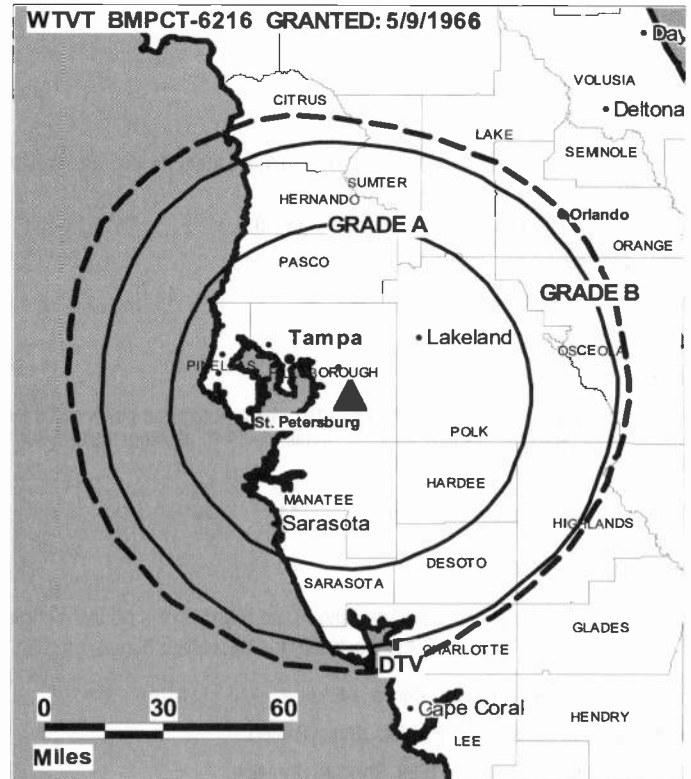 WTVT BMPCT-6216 GRANTED: 5/9/1966
Day
VOLUSIA
CITRUS
Deltona
LAKE
SEMINOLE
SUMTER
HERNANDO
Orlando
GRADE A
ORANGE
PASCO
GRADE B
Tampa
Lakeland
OSCEOLA
PINELLAS
St. Petersburg
POLK
HARDEE
MANATEE
Sarasota
HIGHLANDS
DESOTO
SARASOTA
GLADES
CHARLOTTE
DTV
0 30 60
Cape Coral
HENDRY
LEE
Miles